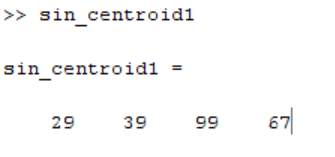 >> sin_centroid1
sin_centroid1 =
29 39 99 67